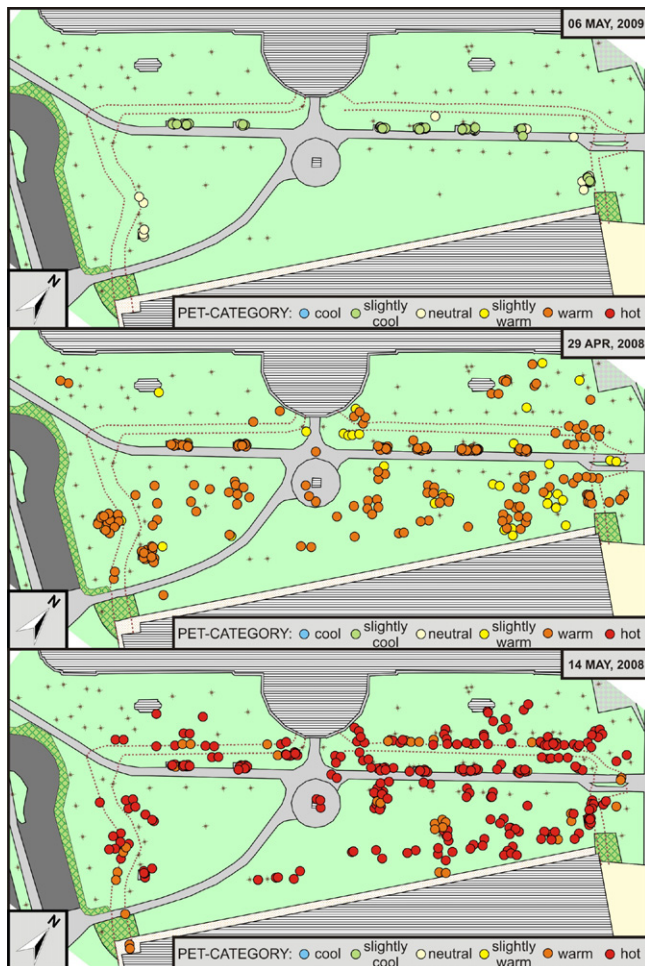 06 MAY, 2009
N
PET-CATEGORY: cool slightly cool neutral slightly warm warm hot
29 APR, 2008
N
PET-CATEGORY: cool slightly cool neutral slightly warm warm hot
14 MAY, 2008
N
PET-CATEGORY: cool slightly cool neutral slightly warm warm hot